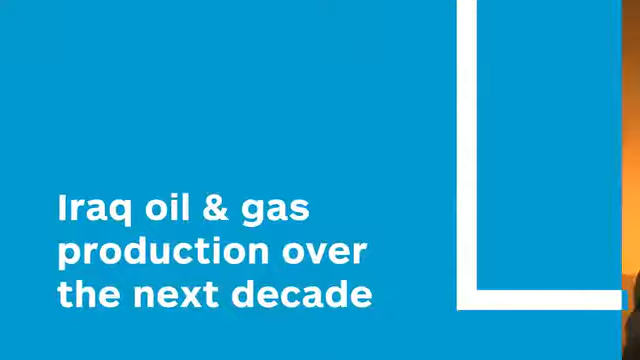 Iraq oil & gas
production over
the next decade